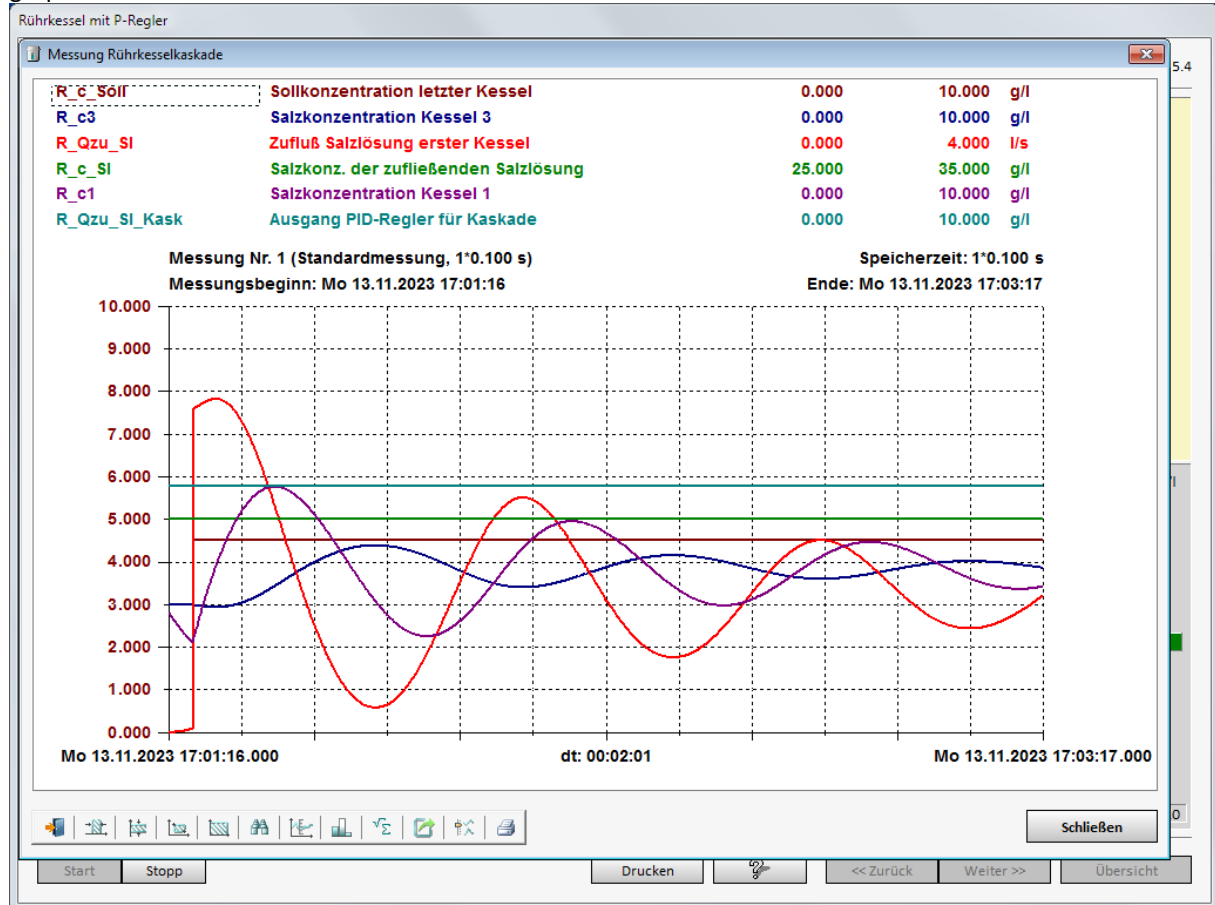 Rührkessel mit P-Regler
Messung Rührkesselkaskade
5.4
R_c_Soll Sollkonzentration letzter Kessel 0.000 10.000 g/l
R_c3 Salzkonzentration Kessel 3 0.000 10.000 g/l
R_Qzu_Sl Zufluß Salzlösung erster Kessel 0.000 4.000 l/s
R_c_Sl Salzkonz. der zufließenden Salzlösung 25.000 35.000 g/l
R_c1 Salzkonzentration Kessel 1 0.000 10.000 g/l
R_Qzu_Sl_Kask Ausgang PID-Regler für Kaskade 0.000 10.000 g/l
Messung Nr. 1 (Standardmessung, 1*0.100 s) Speicherzeit: 1*0.100 s
Messungsbeginn: Mo 13.11.2023 17:01:16 Ende: Mo 13.11.2023 17:03:17
10.000
9.000
8.000
7.000
6.000
5.000
4.000
3.000
2.000
1.000
0.000
Mo 13.11.2023 17:01:16.000 dt: 00:02:01 Mo 13.11.2023 17:03:17.000
√Σ
Schließen
Start Stopp Drucken << Zurück Weiter >> Übersicht